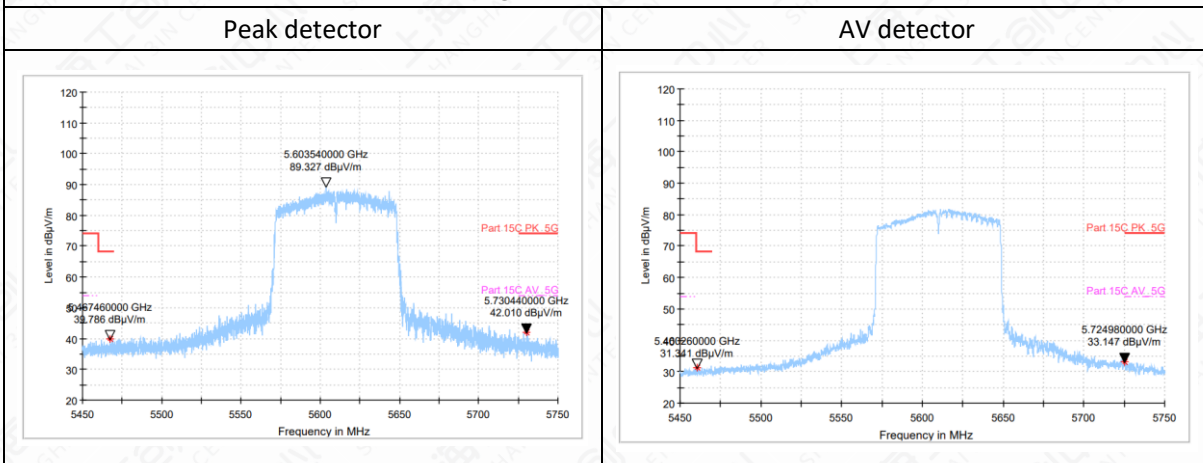 Peak detector
AV detector
120
110
100
90
80
70
60
50
40
30
20
Level in dBµV/m
5.603540000 GHz
89.327 dBµV/m
Part 15C PK_5G
Part 15C AV_5G
5.467460000 GHz
39.786 dBµV/m
5.730440000 GHz
42.010 dBµV/m
5450
5500
5550
5600
5650
5700
5750
Frequency in MHz
120
110
100
90
80
70
60
50
40
30
20
Level in dBµV/m
Part 15C PK_5G
Part 15C AV_5G
31.341 dBµV/m
5.724980000 GHz
33.147 dBµV/m
5450
5500
5550
5600
5650
5700
5750
Frequency in MHz